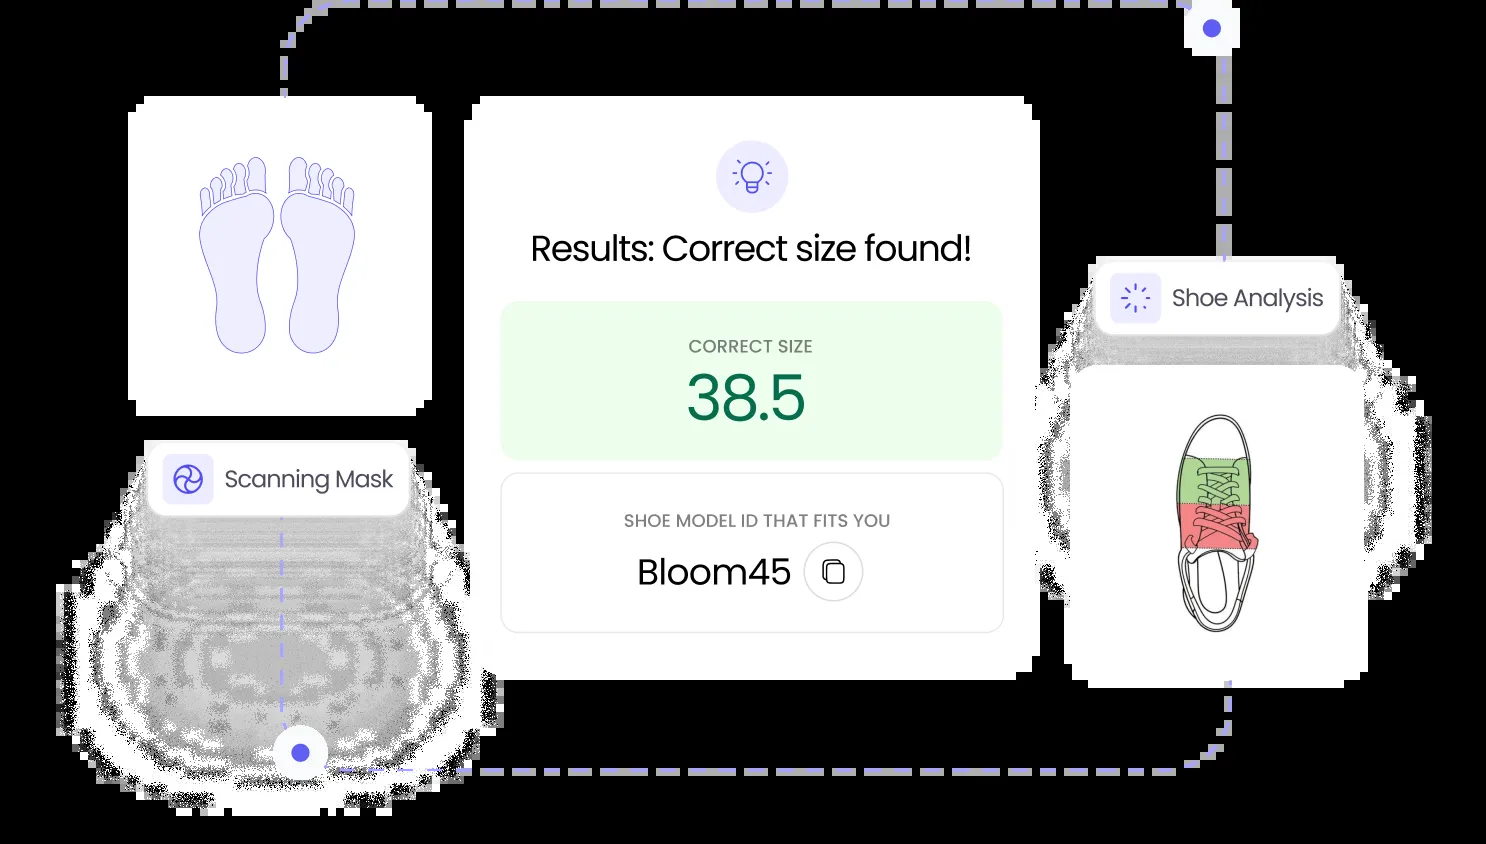 Results: Correct size found!
CORRECT SIZE
38.5
SHOE MODEL ID THAT FITS YOU
Bloom45
Scanning Mask
Shoe Analysis